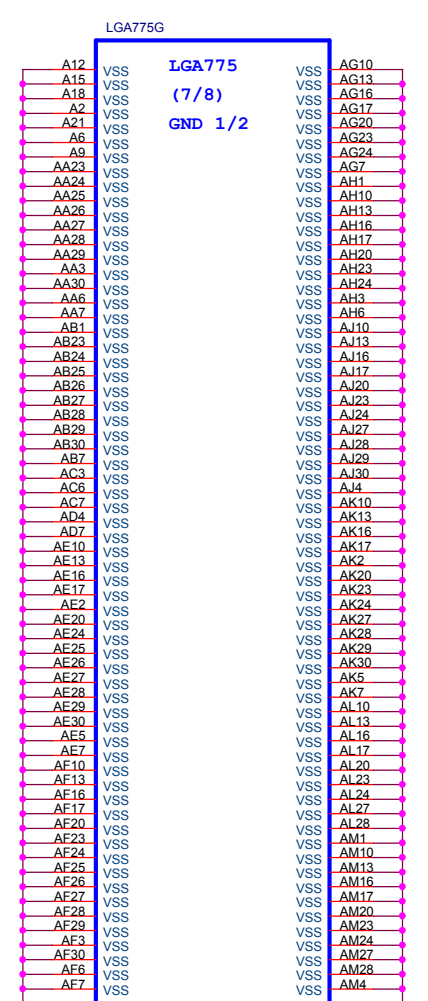 LGA775G
A12 VSS LGA775 VSS AG10
A15 VSS VSS AG13
A18 VSS (7/8) VSS AG16
A2 VSS VSS AG17
A21 VSS GND 1/2 VSS AG20
A6 VSS VSS AG23
A9 VSS VSS AG24
AA23 VSS VSS AG7
AA24 VSS VSS AH1
AA25 VSS VSS AH10
AA26 VSS VSS AH13
AA27 VSS VSS AH16
AA28 VSS VSS AH17
AA29 VSS VSS AH20
AA3 VSS VSS AH23
AA30 VSS VSS AH24
AA6 VSS VSS AH3
AA7 VSS VSS AH6
AB1 VSS VSS AJ10
AB23 VSS VSS AJ13
AB24 VSS VSS AJ16
AB25 VSS VSS AJ17
AB26 VSS VSS AJ20
AB27 VSS VSS AJ23
AB28 VSS VSS AJ24
AB29 VSS VSS AJ27
AB30 VSS VSS AJ28
AB7 VSS VSS AJ29
AC3 VSS VSS AJ30
AC6 VSS VSS AJ4
AC7 VSS VSS AK10
AD4 VSS VSS AK13
AD7 VSS VSS AK16
AE10 VSS VSS AK17
AE13 VSS VSS AK2
AE16 VSS VSS AK20
AE17 VSS VSS AK23
AE2 VSS VSS AK24
AE20 VSS VSS AK27
AE24 VSS VSS AK28
AE25 VSS VSS AK29
AE26 VSS VSS AK30
AE27 VSS VSS AK5
AE28 VSS VSS AK7
AE29 VSS VSS AL10
AE30 VSS VSS AL13
AE5 VSS VSS AL16
AE7 VSS VSS AL17
AF10 VSS VSS AL20
AF13 VSS VSS AL23
AF16 VSS VSS AL24
AF17 VSS VSS AL27
AF20 VSS VSS AL28
AF23 VSS VSS AM1
AF24 VSS VSS AM10
AF25 VSS VSS AM13
AF26 VSS VSS AM16
AF27 VSS VSS AM17
AF28 VSS VSS AM20
AF29 VSS VSS AM23
AF3 VSS VSS AM24
AF30 VSS VSS AM27
AF6 VSS VSS AM28
AF7 VSS VSS AM4